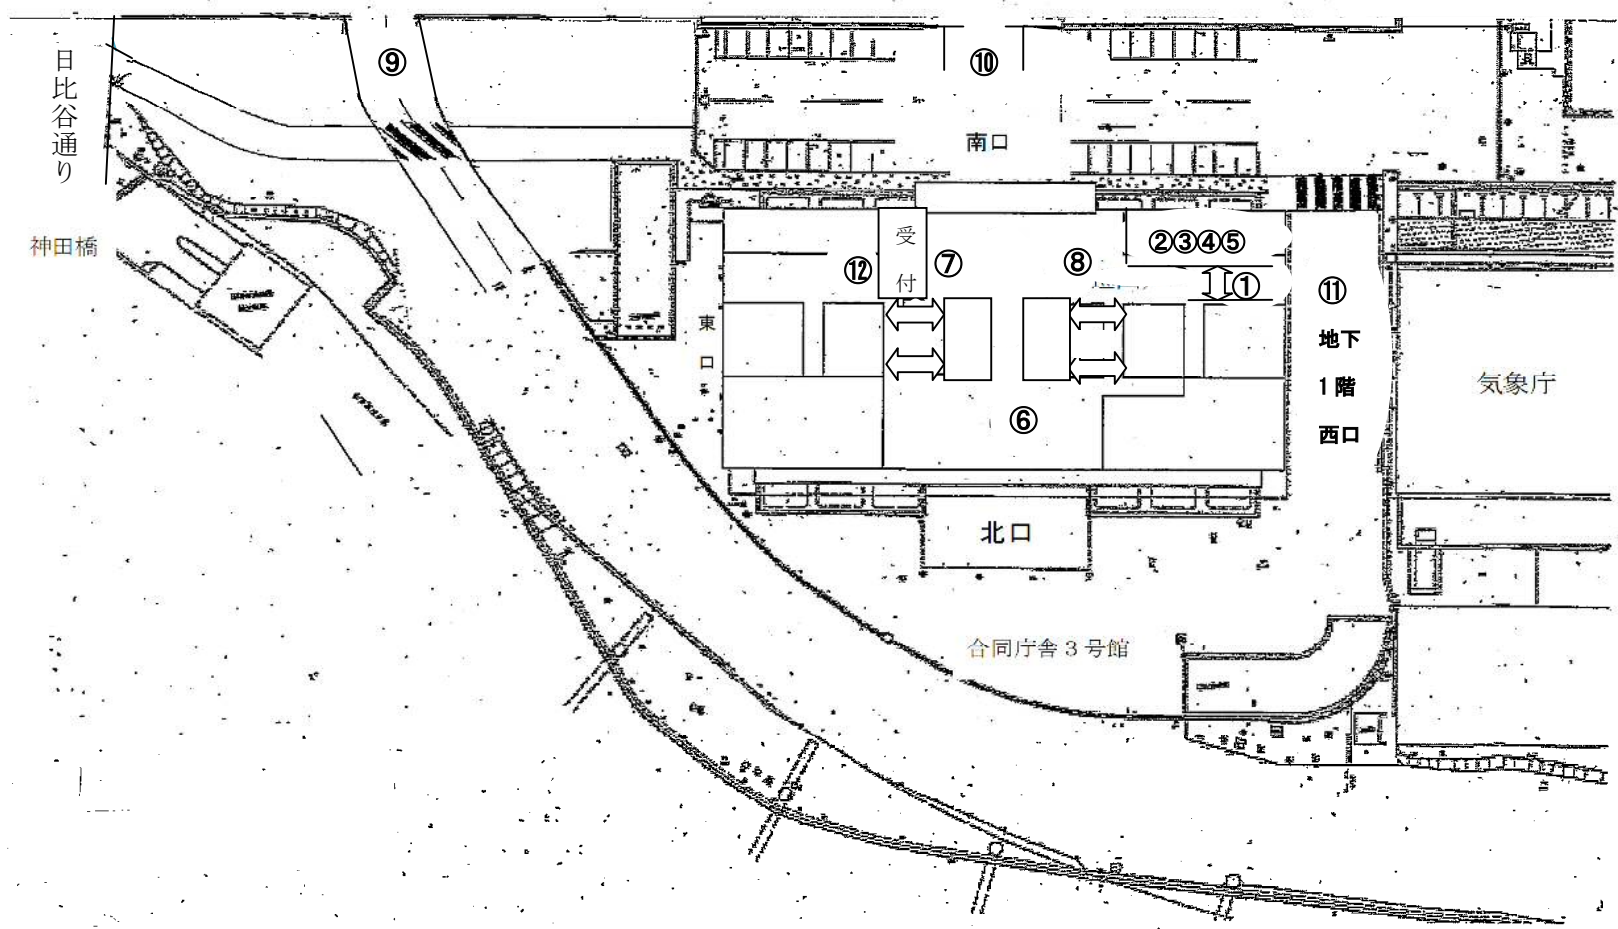 日比谷通り
⑨
⑩
南口
神田橋
受付
⑫
⑦
⑧
②③④⑤
①
⑪
地下
1階
西口
東口
気象庁
⑥
北口
合同庁舎3号館